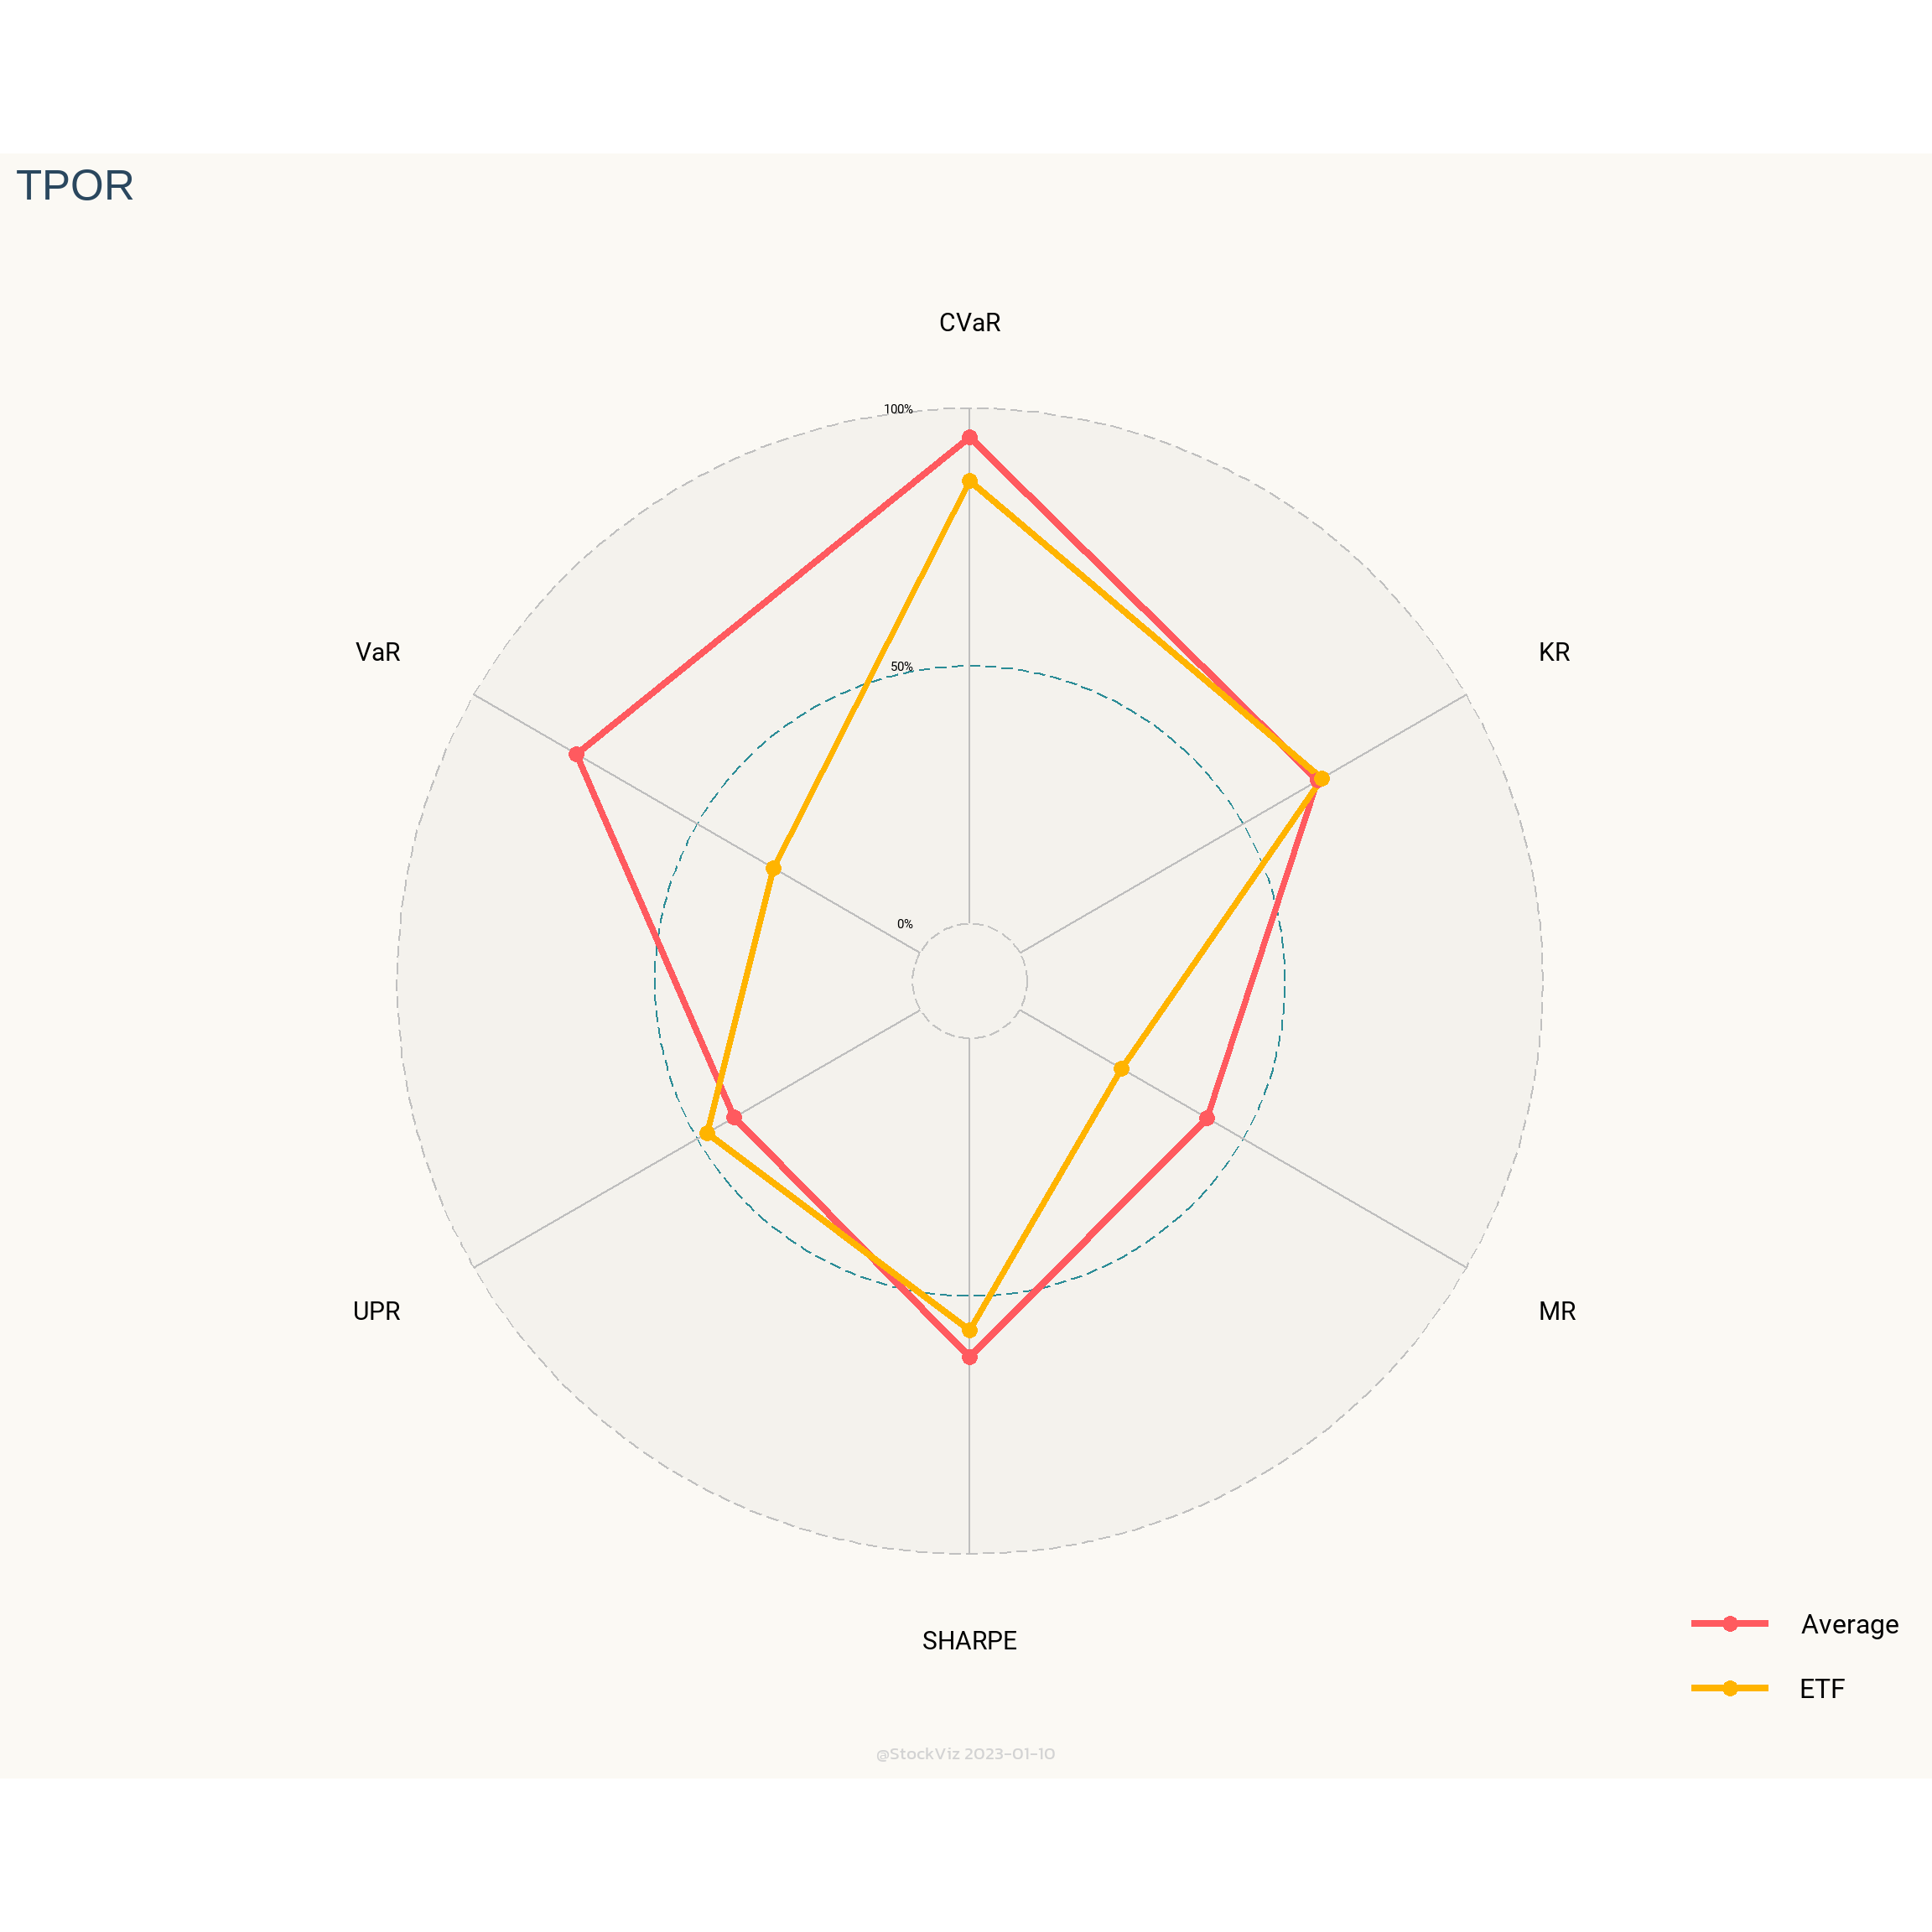 TPOR
CVaR
100%
VaR
KR
50%
0%
UPR
MR
SHARPE
Average
ETF
@StockViz 2023-01-10